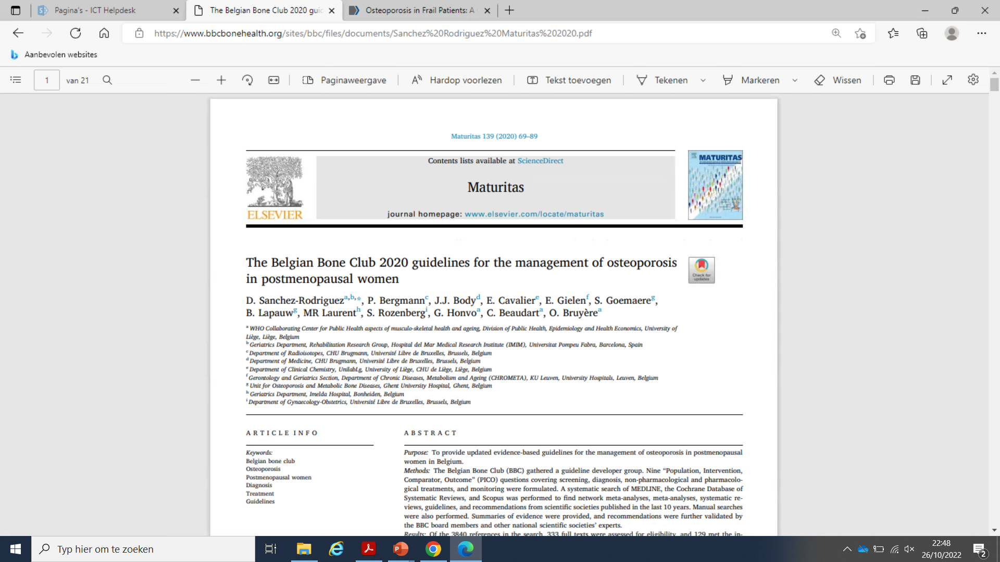 Pagina's - ICT Helpdesk
The Belgian Bone Club 2020 guid
Osteoporosis in Frail Patients: A
https://www.bbcbonehealth.org/sites/bbc/files/documents/Sanchez%20Rodriguez%20Maturitas%202020.pdf
Aanbevolen websites
1 van 21
Paginaweergave
Hardop voorlezen
Tekst toevoegen
Tekenen
Markeren
Wissen
Maturitas 139 (2020) 69–89
Contents lists available at ScienceDirect
Maturitas
journal homepage: www.elsevier.com/locate/maturitas
ELSEVIER
MATURITAS
The Belgian Bone Club 2020 guidelines for the management of osteoporosis
in postmenopausal women
Check for
updates
D. Sanchez-Rodriguez a,b,*, P. Bergmann c, J.J. Body d, E. Cavalier e, E. Gielen f, S. Goemaere g,
B. Lapauw g, MR Laurent h, S. Rozenberg i, G. Honvo a, C. Beaudart a, O. Bruyère a
a WHO Collaborating Center for Public Health aspects of musculo-skeletal health and ageing, Division of Public Health, Epidemiology and Health Economics, University of
Liège, Liège, Belgium
b Geriatrics Department, Rehabilitation Research Group, Hospital del Mar Medical Research Institute (IMIM), Universitat Pompeu Fabra, Barcelona, Spain
c Department of Radioisotopes, CHU Brugmann, Université Libre de Bruxelles, Brussels, Belgium
d Department of Medicine, CHU Brugmann, Université Libre de Bruxelles, Brussels, Belgium
e Department of Clinical Chemistry, UnilabLg, University of Liège, CHU de Liège, Liège, Belgium
f Gerontology and Geriatrics Section, Department of Chronic Diseases, Metabolism and Ageing (CHROMETA), KU Leuven, University Hospitals, Leuven, Belgium
g Unit for Osteoporosis and Metabolic Bone Diseases, Ghent University Hospital, Ghent, Belgium
h Geriatrics Department, Imelda Hospital, Bonheiden, Belgium
i Department of Gynaecology-Obstetrics, Université Libre de Bruxelles, Brussels, Belgium
ARTICLE INFO
Keywords:
Belgian bone club
Osteoporosis
Postmenopausal women
Diagnosis
Treatment
Guidelines
ABSTRACT
Purpose: To provide updated evidence-based guidelines for the management of osteoporosis in postmenopausal
women in Belgium.
Methods: The Belgian Bone Club (BBC) gathered a guideline developer group. Nine “Population, Intervention,
Comparator, Outcome” (PICO) questions covering screening, diagnosis, non-pharmacological and pharmacolo-
gical treatments, and monitoring were formulated. A systematic search of MEDLINE, the Cochrane Database of
Systematic Reviews, and Scopus was performed to find network meta-analyses, meta-analyses, systematic re-
views, guidelines, and recommendations from scientific societies published in the last 10 years. Manual searches
were also performed. Summaries of evidence were provided, and recommendations were further validated by
the BBC board members and other national scientific societies’ experts.
Results: Of the 3840 references in the search, 333 full texts were assessed for eligibility, and 129 met the in-
Typ hier om te zoeken
22:48
26/10/2022
2